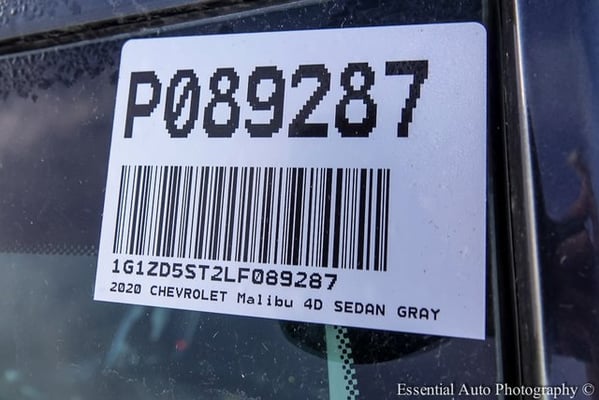 P089287
1G1ZD5ST2LF089287
2020 CHEVROLET Malibu 4D SEDAN GRAY
Essential Auto Photography ©